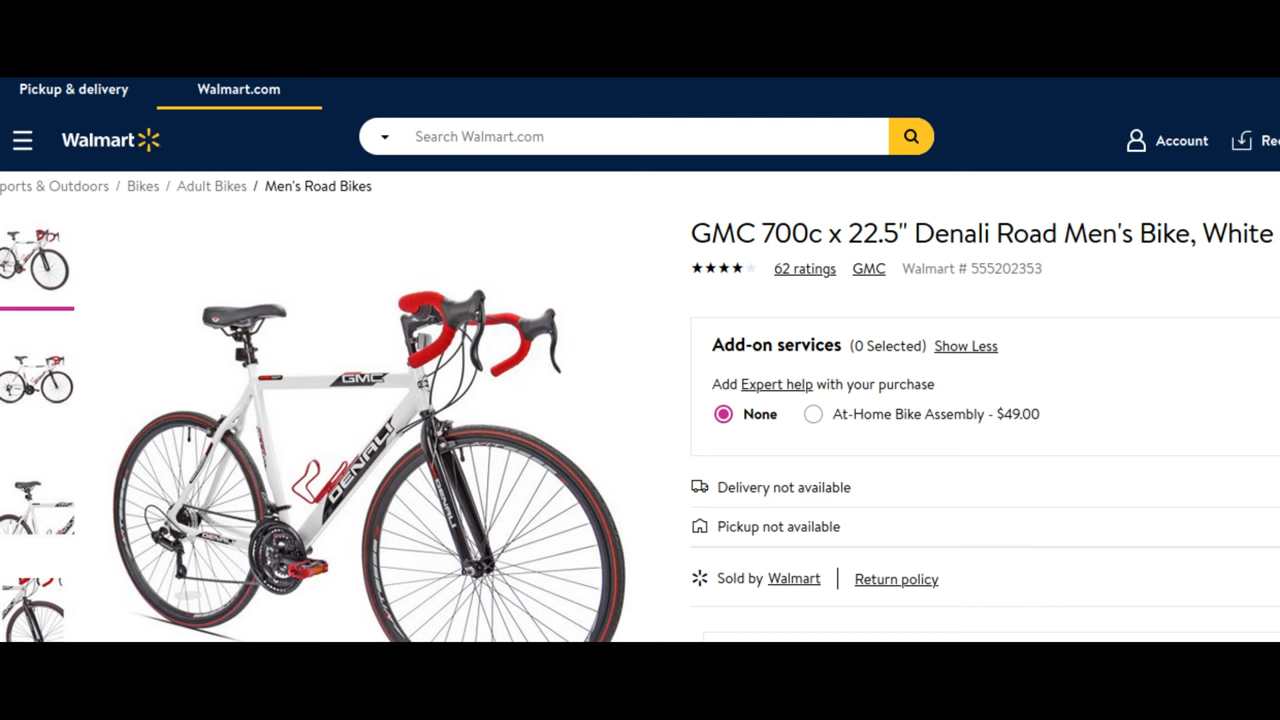 Pickup & delivery
Walmart.com
Walmart
Search Walmart.com
Account
ports & Outdoors / Bikes / Adult Bikes / Men's Road Bikes
GMC 700c x 22.5" Denali Road Men's Bike, White
62 ratings GMC Walmart # 555202353
Add-on services (0 Selected) Show Less
Add Expert help with your purchase
None At-Home Bike Assembly - $49.00
Delivery not available
Pickup not available
Sold by Walmart Return policy
GMC
DENALI
DENALI
DENALI